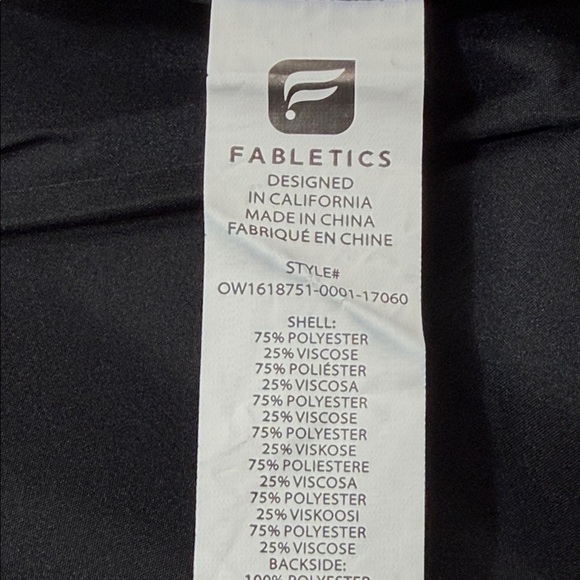 FABLETICS
DESIGNED
IN CALIFORNIA
MADE IN CHINA
FABRIQUÉ EN CHINE
STYLE#
OW1618751-0001-17060
SHELL:
75% POLYESTER
25% VISCOSE
75% POLIÉSTER
25% VISCOSA
75% POLYESTER
25% VISCOSE
75% POLYESTER
25% VISKOSE
75% POLIESTERE
25% VISCOSA
75% POLYESTER
25% VISKOOSI
75% POLYESTER
25% VISCOSE
BACKSIDE:
100% POLYESTER